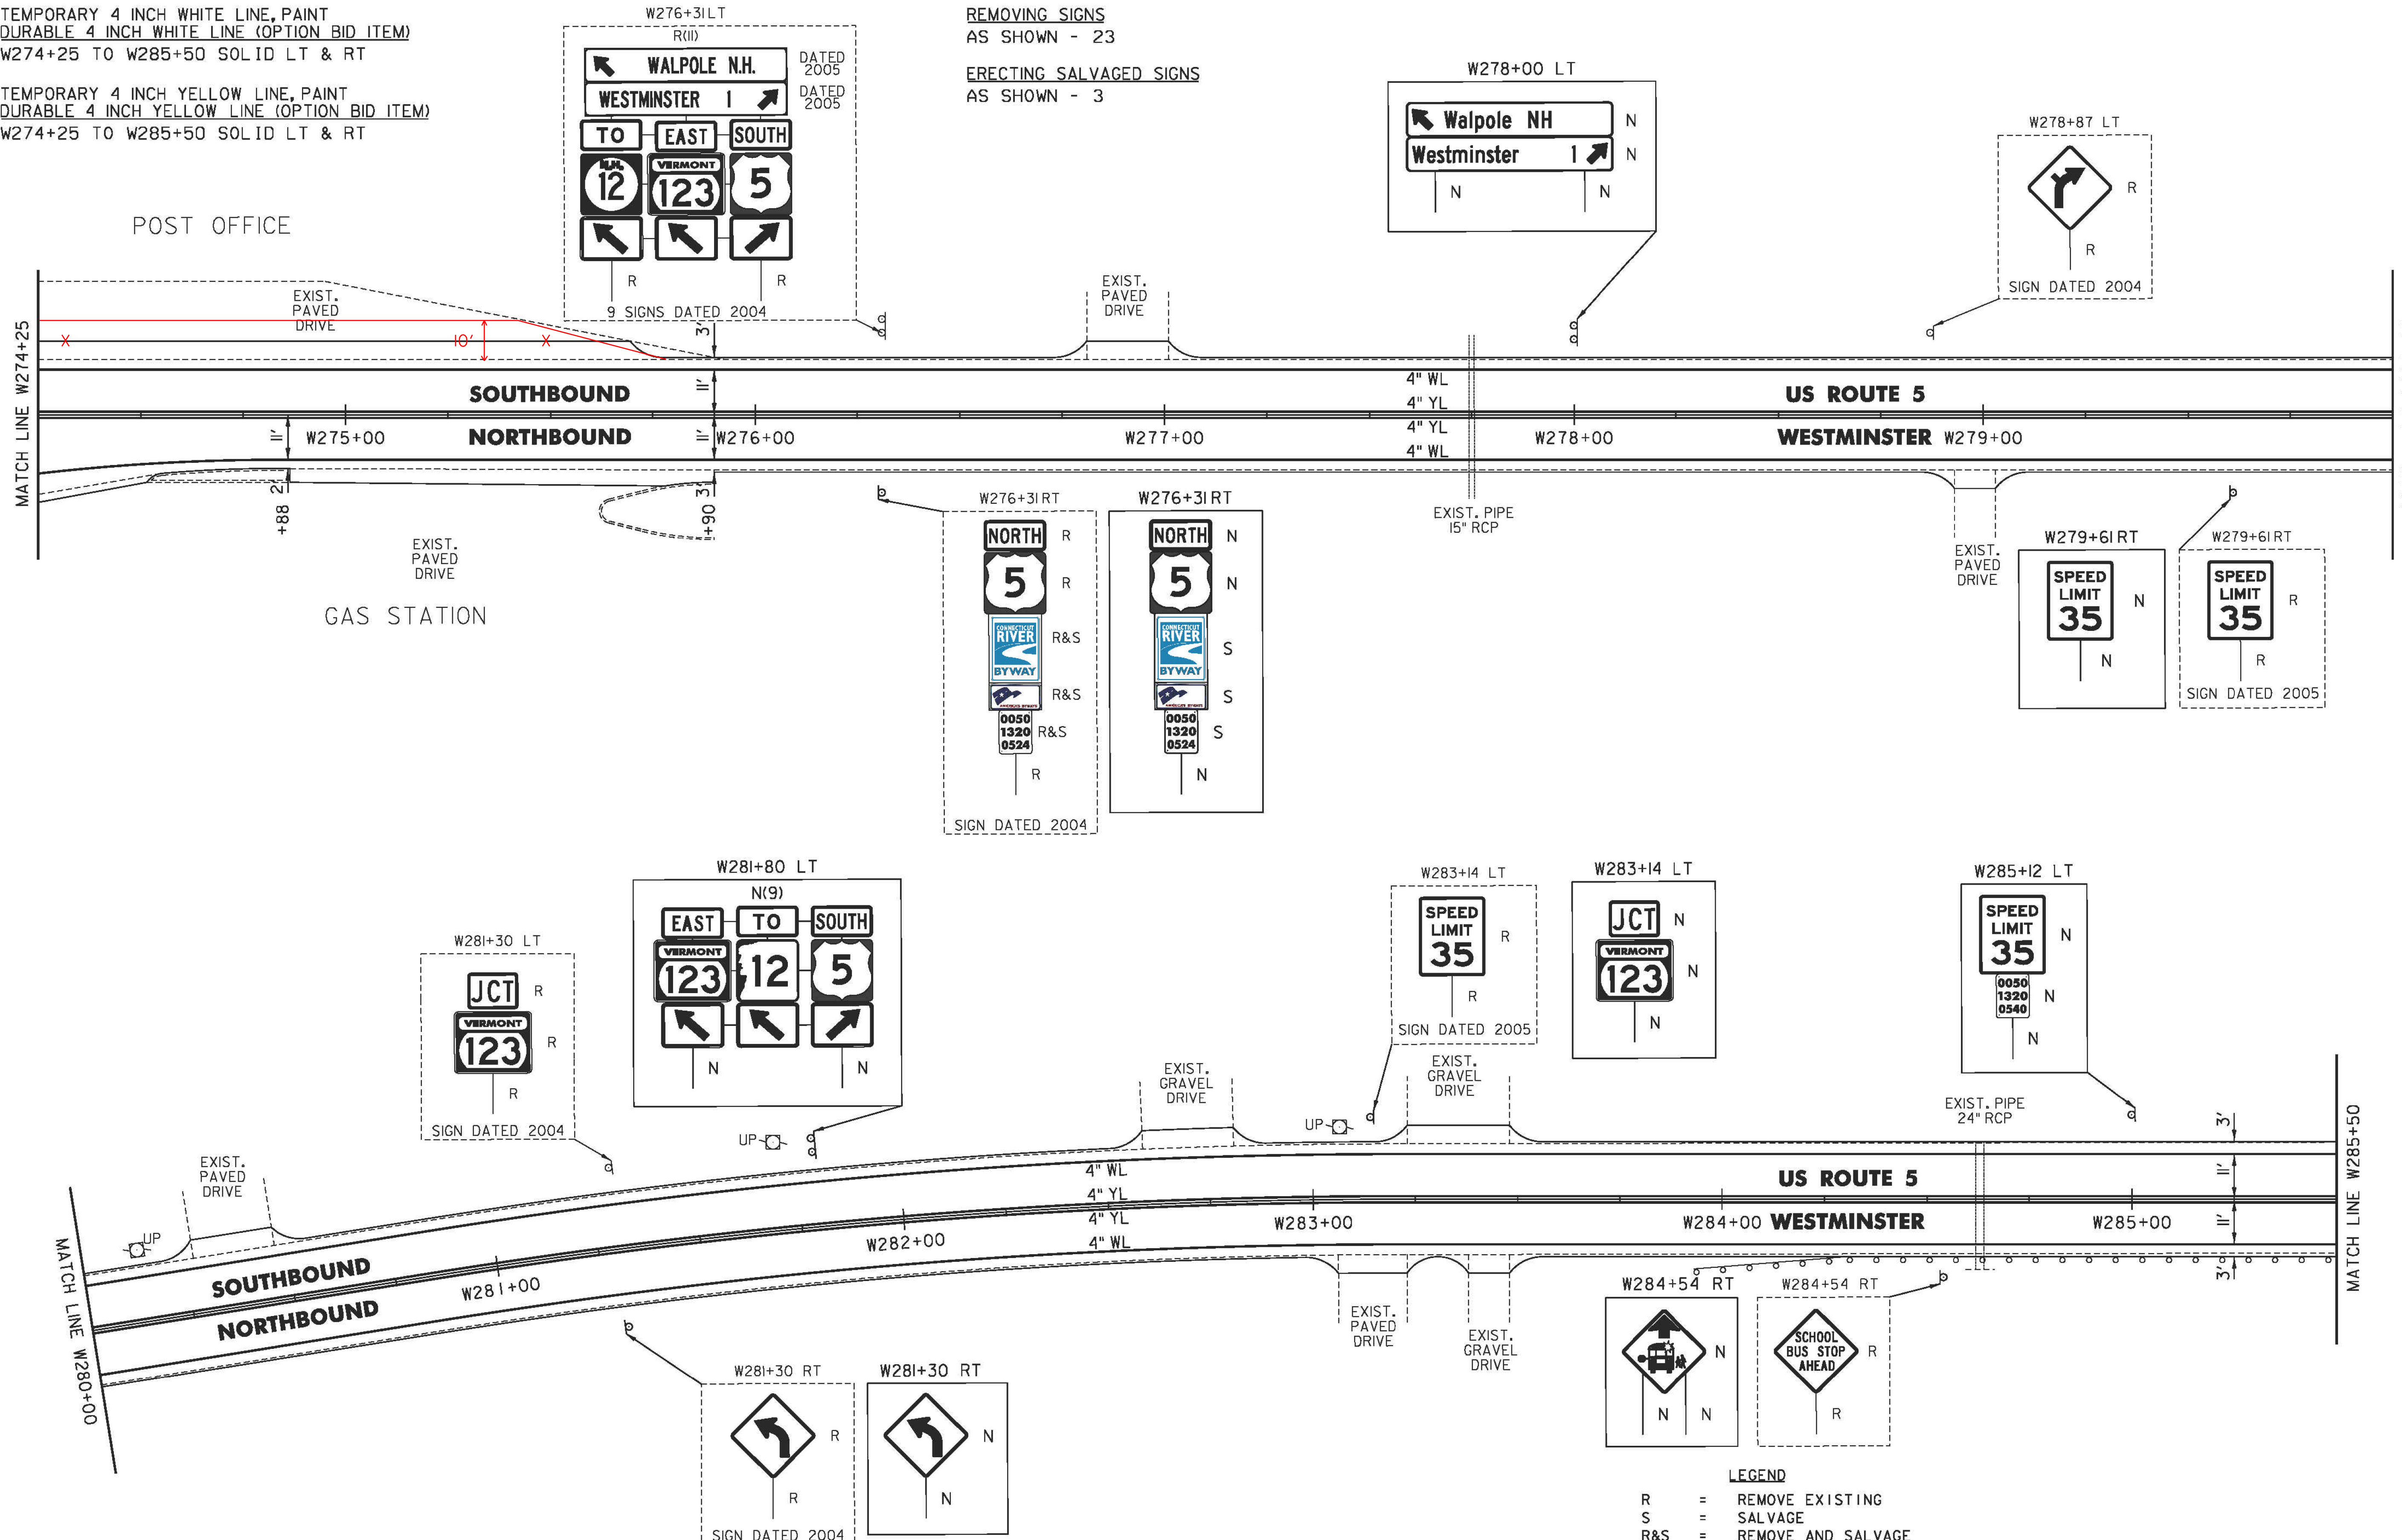 TEMPORARY 4 INCH WHITE LINE, PAINT
DURABLE 4 INCH WHITE LINE (OPTION BID ITEM)
W274+25 TO W285+50 SOLID LT & RT
TEMPORARY 4 INCH YELLOW LINE, PAINT
DURABLE 4 INCH YELLOW LINE (OPTION BID ITEM)
W274+25 TO W285+50 SOLID LT & RT
REMOVING SIGNS
AS SHOWN - 23
ERECTING SALVAGED SIGNS
AS SHOWN - 3
W276+31 LT
R(11)
WALPOLE N.H.
DATED
2005
WESTMINSTER 1
DATED
2005
TO EAST SOUTH
N.H.
12
VERMONT
123
5
R R
9 SIGNS DATED 2004
W278+00 LT
Walpole NH N
Westminster 1 N
N N
W278+87 LT
R
R
SIGN DATED 2004
POST OFFICE
EXIST.
PAVED
DRIVE
X 10' X
3'
EXIST.
PAVED
DRIVE
MATCH LINE W274+25
SOUTHBOUND
11'
4" WL
4" YL
US ROUTE 5
NORTHBOUND
11'
11'
W275+00
W276+00
W277+00
4" YL
4" WL
W278+00
WESTMINSTER
W279+00
+88 2'
+90 3'
EXIST.
PAVED
DRIVE
GAS STATION
W276+31 RT
NORTH R
5 R
CONNECTICUT
RIVER
BYWAY
R&S
R&S
0050
1320
0524
R&S
R
SIGN DATED 2004
W276+31 RT
NORTH N
5 N
CONNECTICUT
RIVER
BYWAY
S
S
0050
1320
0524
S
N
EXIST. PIPE
15" RCP
EXIST.
PAVED
DRIVE
W279+61 RT
SPEED
LIMIT
35
N
N
W279+61 RT
SPEED
LIMIT
35
R
R
SIGN DATED 2005
W281+30 LT
JCT R
VERMONT
123
R
R
SIGN DATED 2004
W281+80 LT
N(9)
EAST TO SOUTH
VERMONT
123
12
5
N N
W283+14 LT
SPEED
LIMIT
35
R
R
SIGN DATED 2005
W283+14 LT
JCT N
VERMONT
123
N
N
W285+12 LT
SPEED
LIMIT
35
N
0050
1320
0540
N
N
EXIST.
PAVED
DRIVE
UP
UP
EXIST.
GRAVEL
DRIVE
UP
EXIST.
GRAVEL
DRIVE
EXIST. PIPE
24" RCP
3'
MATCH LINE W280+00
SOUTHBOUND
NORTHBOUND
W281+00
W282+00
4" WL
4" YL
4" YL
4" WL
W283+00
US ROUTE 5
W284+00
WESTMINSTER
W285+00
11'
11'
3'
MATCH LINE W285+50
W281+30 RT
R
R
SIGN DATED 2004
W281+30 RT
N
N
EXIST.
PAVED
DRIVE
EXIST.
GRAVEL
DRIVE
W284+54 RT
N
N N
W284+54 RT
SCHOOL
BUS STOP
AHEAD
R
R
LEGEND
R = REMOVE EXISTING
S = SALVAGE
R&S = REMOVE AND SALVAGE